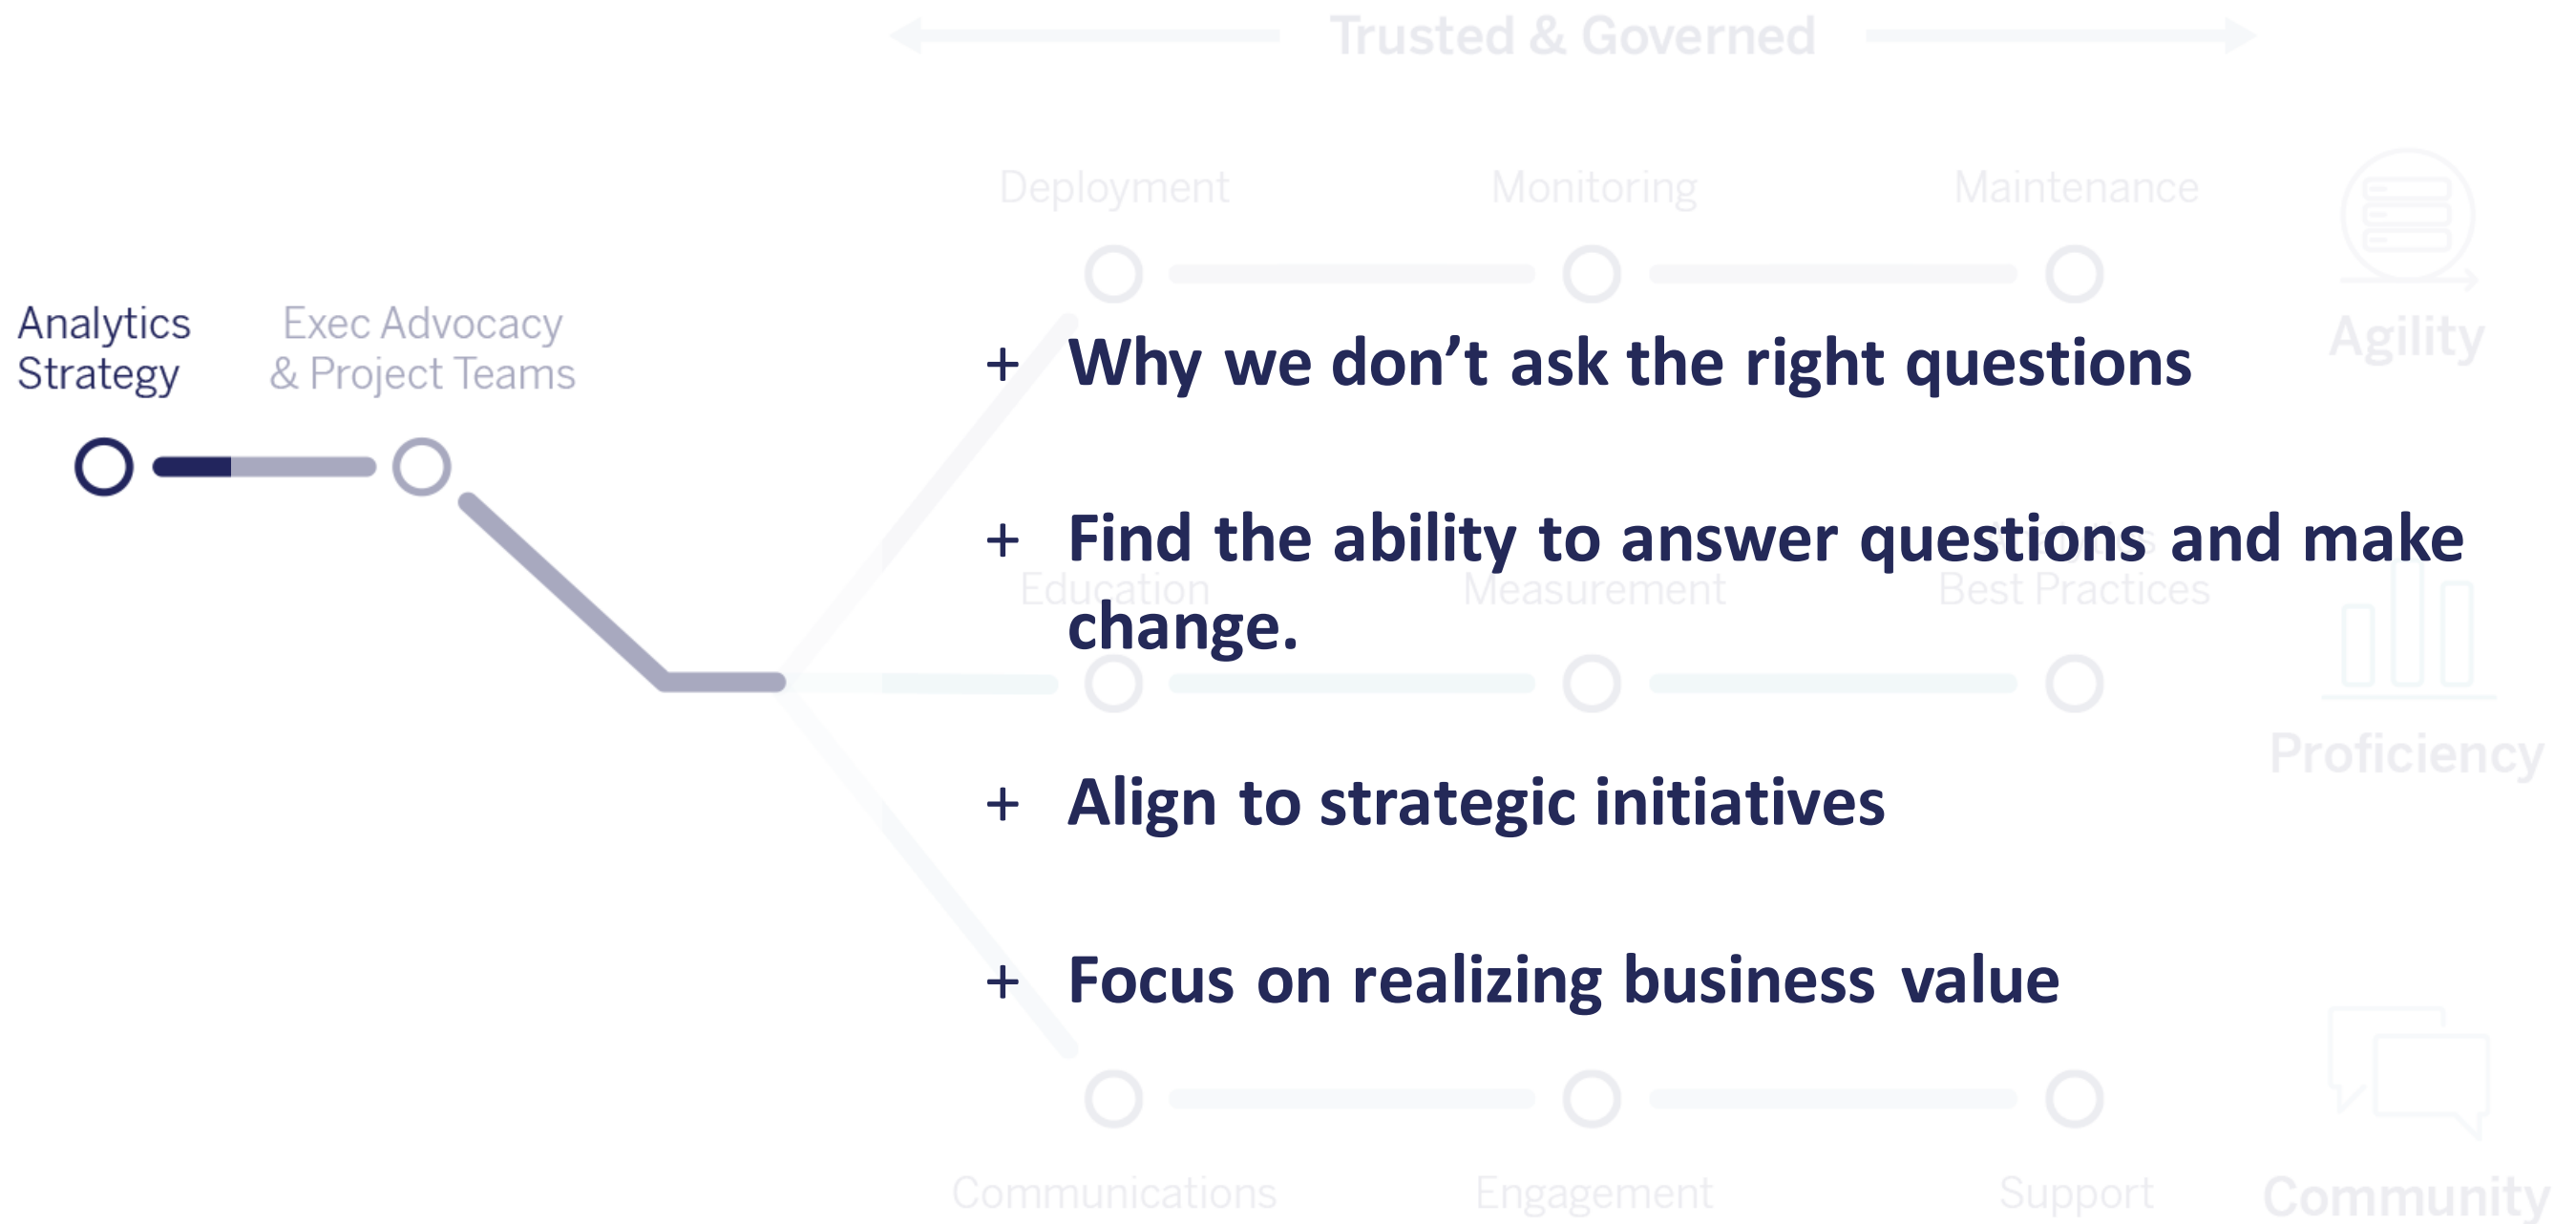 Trusted & Governed
Deployment
Monitoring
Maintenance
Analytics
Strategy
Exec Advocacy
& Project Teams
Agility
+ Why we don’t ask the right questions
+ Find the ability to answer questions and make
change.
Education
Measurement
Best Practices
Proficiency
+ Align to strategic initiatives
+ Focus on realizing business value
Communications
Engagement
Support
Community